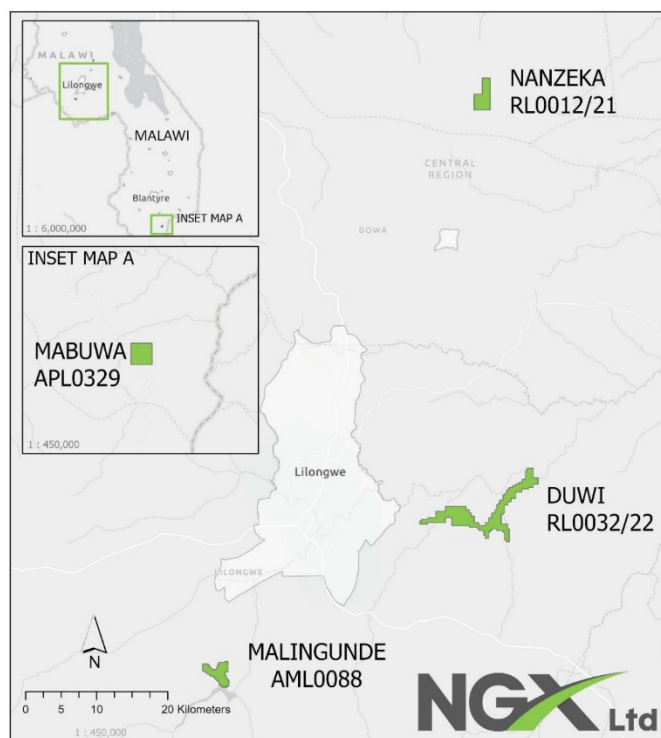 MALAWI
Lilongwe
MALAWI
Blantyre
INSET MAP A
1 : 6,000,000
INSET MAP A
MABUWA
APL0329
1 : 450,000
NANZEKA
RL0012/21
CENTRAL
REGION
DOWA
Lilongwe
DUWI
RL0032/22
LILONGWE
MALINGUNDE
AML0088
N
0 5 10 20 Kilometers
1 : 450,000
NGX Ltd